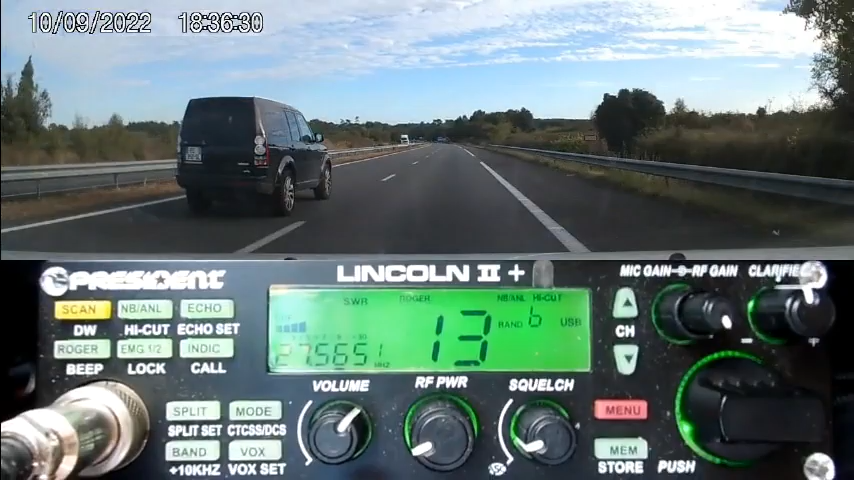 10/09/2022 18:36:30
PRESIDENT
LINCOLN II +
MIC GAIN RF GAIN CLARIFIE
SCAN NB/ANL ECHO
DW HI-CUT ECHO SET
ROGER EMG 1/2 INDIC
BEEP LOCK CALL
SPLIT MODE
SPLIT SET CTCSS/DCS
BAND VOX
+10KHZ VOX SET
SWR ROGER NB/ANL HI-CUT
13 BAND 6 USB
27.5651 MHZ
VOLUME RF PWR SQUELCH
CH
- +
MENU
MEM
STORE PUSH